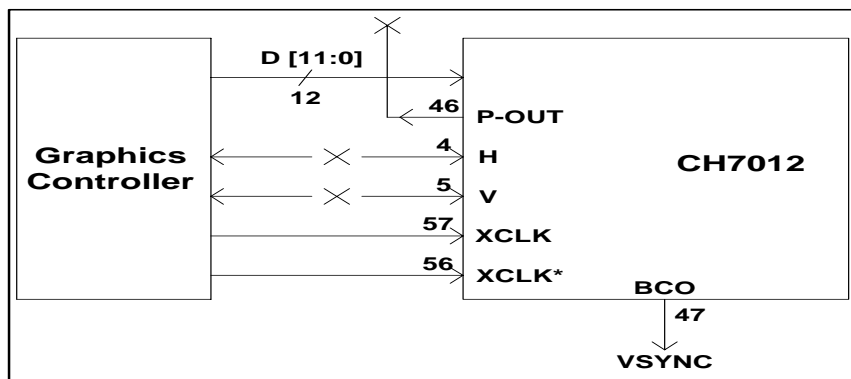 D [11:0]
12
46
P-OUT
Graphics
Controller
4
H
CH7012
5
V
57
XCLK
56
XCLK*
BCO
47
VSYNC